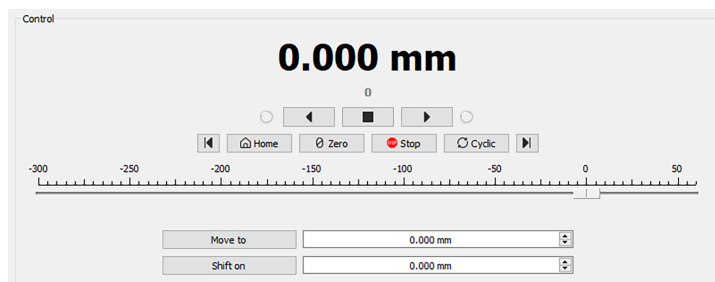 Control
0.000 mm
0
Home Zero STOP Stop Cyclic
-300 -250 -200 -150 -100 -50 0 50
Move to 0.000 mm
Shift on 0.000 mm